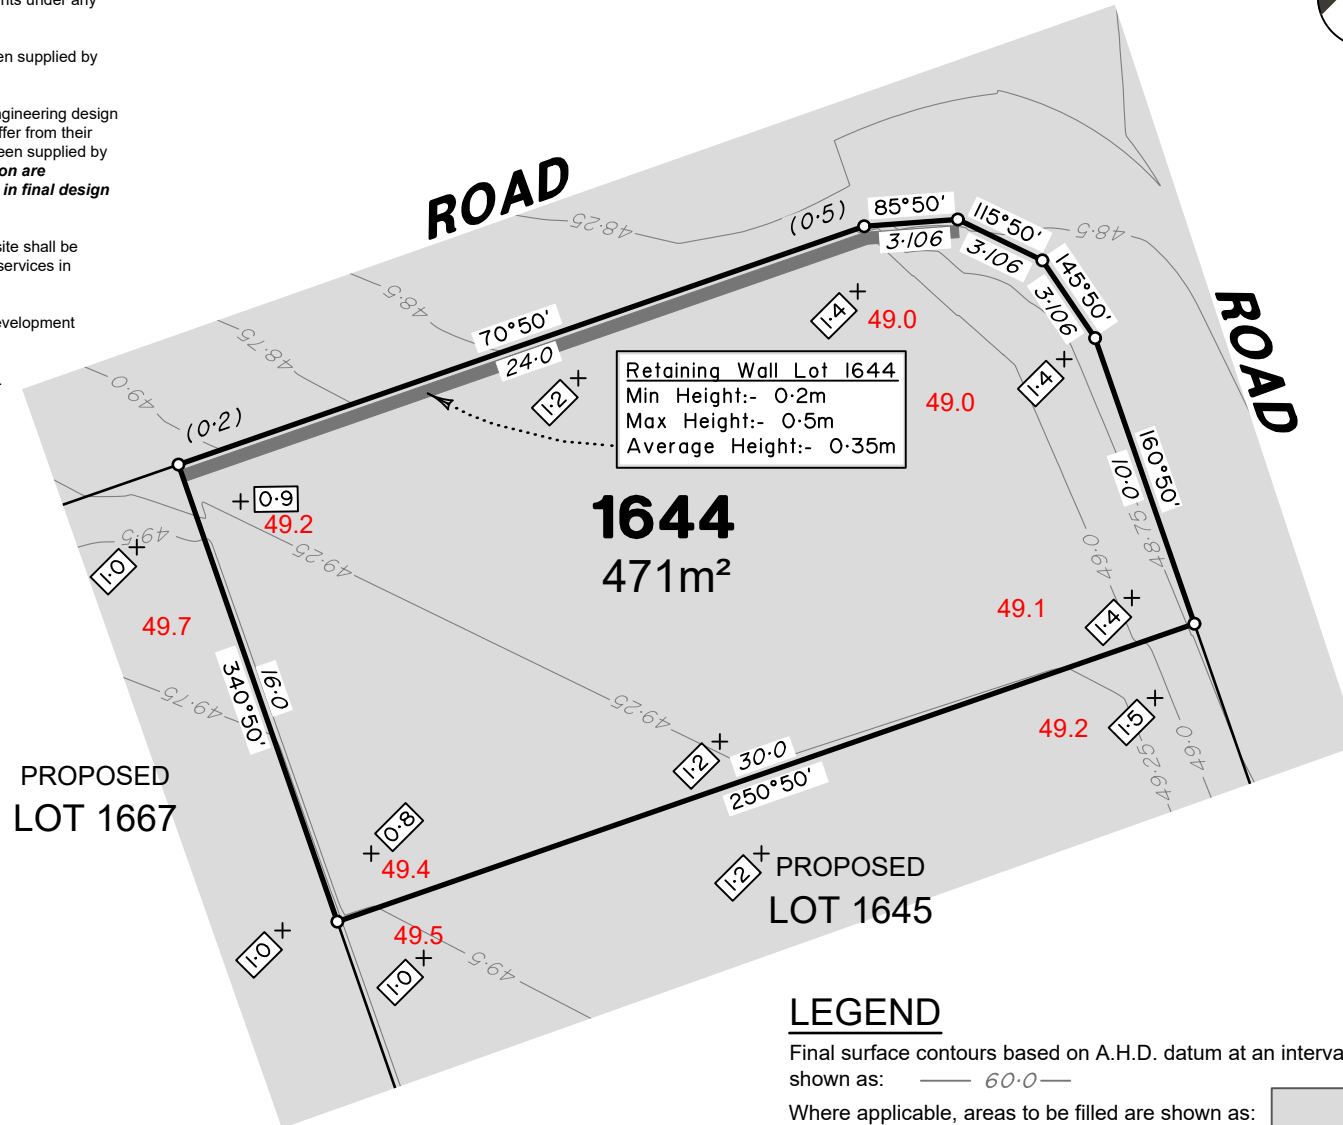 nts under any
en supplied by
ngineering design
ffer from their
een supplied by
on are
in final design
site shall be
services in
evelopment
ROAD
48·25
(0·5)
85°50'
3·106
115°50'
3·106
48·5
145°50'
3·106
ROAD
48·5
70°50'
24·0
48·75
49·0
(0·2)
1·4
49.0
1·4
49.0
1·2
Retaining Wall Lot 1644
Min Height:- 0·2m
Max Height:- 0·5m
Average Height:- 0·35m
160°50'
10·0
48·75
49·0
0·9
49.2
49·25
49·5
1·0
49.7
1644
471m²
49.1
1·4
340°50'
16·0
49·75
49·25
49.2
1·5
49·25
49·0
1·2
30·0
250°50'
PROPOSED
LOT 1667
0·8
49.4
1·2
PROPOSED
LOT 1645
49.5
49·5
1·0
1·0
LEGEND
Final surface contours based on A.H.D. datum at an interva
shown as: 60·0
Where applicable, areas to be filled are shown as: